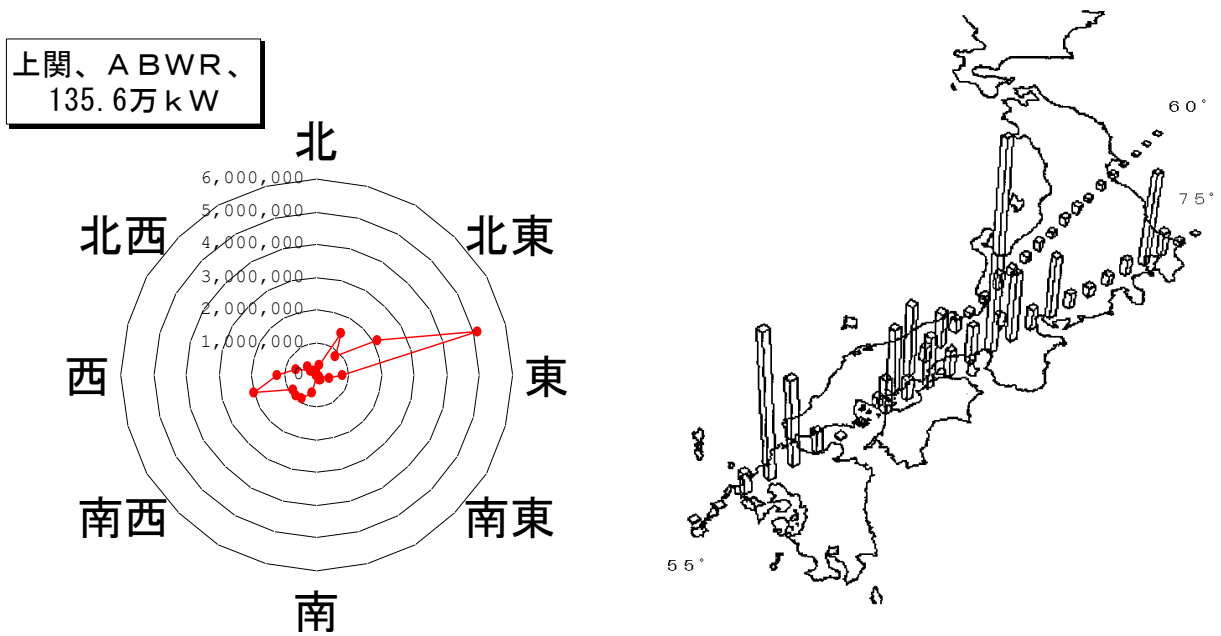 上関、ＡＢＷＲ、
135.6万ｋＷ
北
6,000,000
5,000,000
4,000,000
3,000,000
2,000,000
1,000,000
0
北西
北東
西
東
南西
南東
南
６０°
７５°
５５°